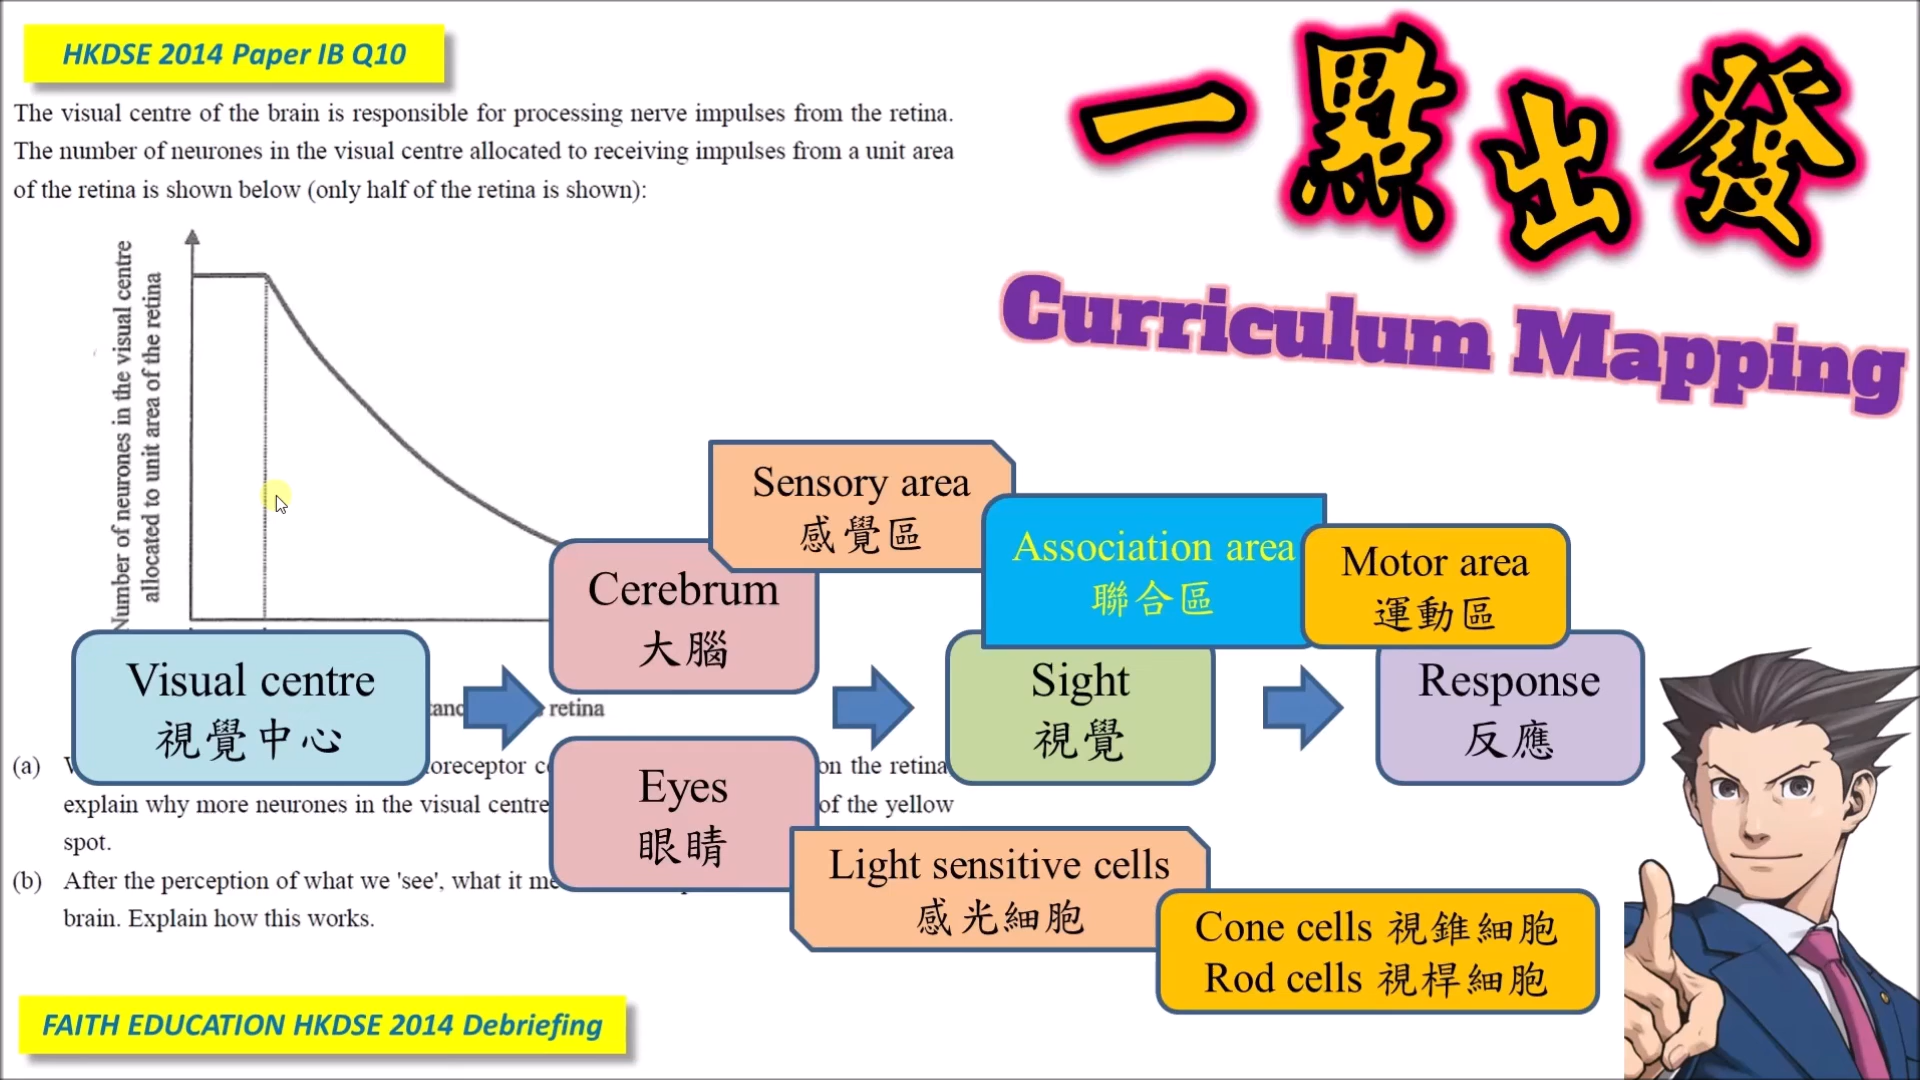 HKDSE 2014 Paper IB Q10
一點出發
Curriculum Mapping
The visual centre of the brain is responsible for processing nerve impulses from the retina.
The number of neurones in the visual centre allocated to receiving impulses from a unit area
of the retina is shown below (only half of the retina is shown):
Number of neurones in the visual centre
allocated to unit area of the retina
Sensory area
感覺區
Association area
聯合區
Motor area
運動區
Cerebrum
大腦
Visual centre
視覺中心
Sight
視覺
Response
反應
retina
Eyes
眼睛
(a) on the retina
explain why more neurones in the visual centre of the yellow
spot.
(b) After the perception of what we 'see', what it
brain. Explain how this works.
Light sensitive cells
感光細胞
Cone cells 視錐細胞
Rod cells 視桿細胞
FAITH EDUCATION HKDSE 2014 Debriefing